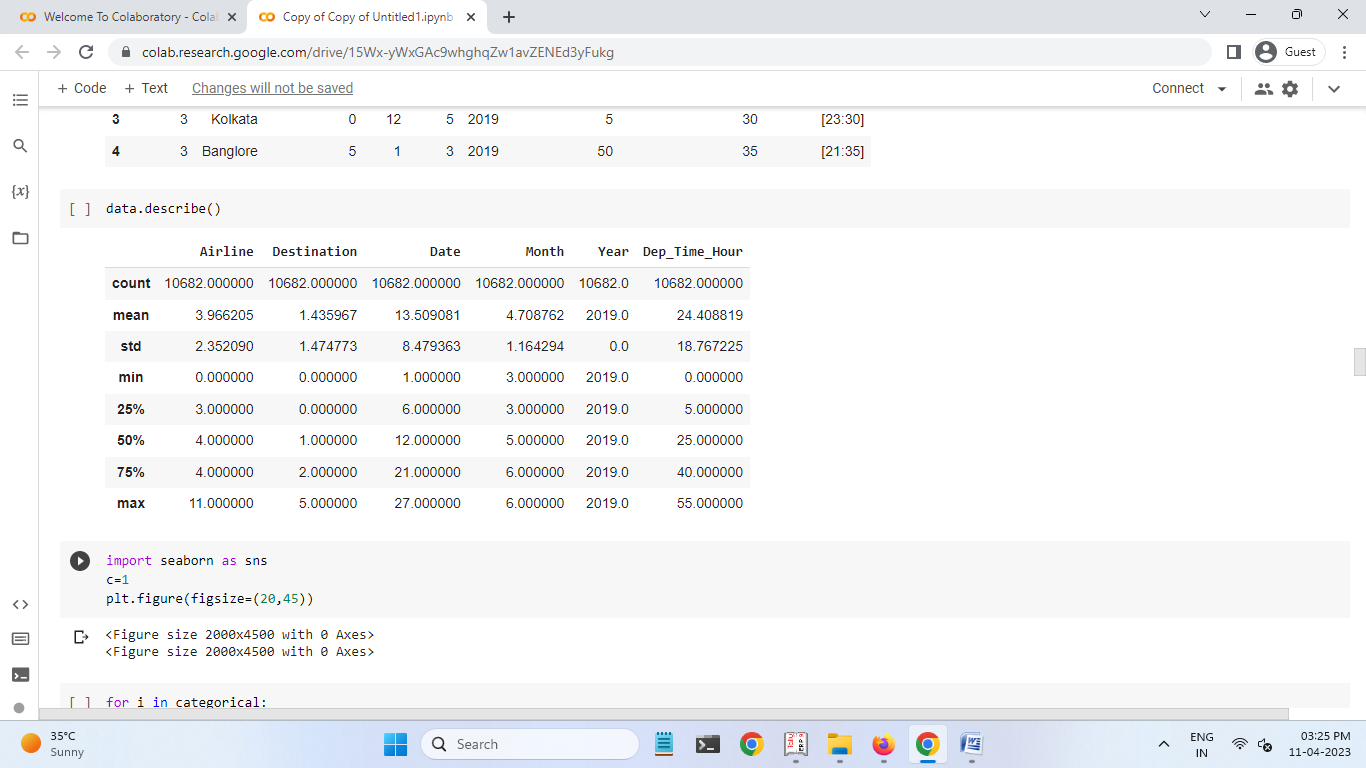 Welcome To Colaboratory - Cola
Copy of Copy of Untitled1.ipynb
colab.research.google.com/drive/15Wx-yWxGAc9whghqZw1avZENEd3yFukg
Guest
+ Code + Text Changes will not be saved Connect
3 3 Kolkata 0 12 5 2019 5 30 [23:30]
4 3 Banglore 5 1 3 2019 50 35 [21:35]
{x}
[ ] data.describe()
Airline Destination Date Month Year Dep_Time_Hour
count 10682.000000 10682.000000 10682.000000 10682.000000 10682.0 10682.000000
mean 3.966205 1.435967 13.509081 4.708762 2019.0 24.408819
std 2.352090 1.474773 8.479363 1.164294 0.0 18.767225
min 0.000000 0.000000 1.000000 3.000000 2019.0 0.000000
25% 3.000000 0.000000 6.000000 3.000000 2019.0 5.000000
50% 4.000000 1.000000 12.000000 5.000000 2019.0 25.000000
75% 4.000000 2.000000 21.000000 6.000000 2019.0 40.000000
max 11.000000 5.000000 27.000000 6.000000 2019.0 55.000000
import seaborn as sns
c=1
plt.figure(figsize=(20,45))
<Figure size 2000x4500 with 0 Axes>
<Figure size 2000x4500 with 0 Axes>
[ ] for i in categorical:
35°C
Sunny
Search
ENG
IN
03:25 PM
11-04-2023